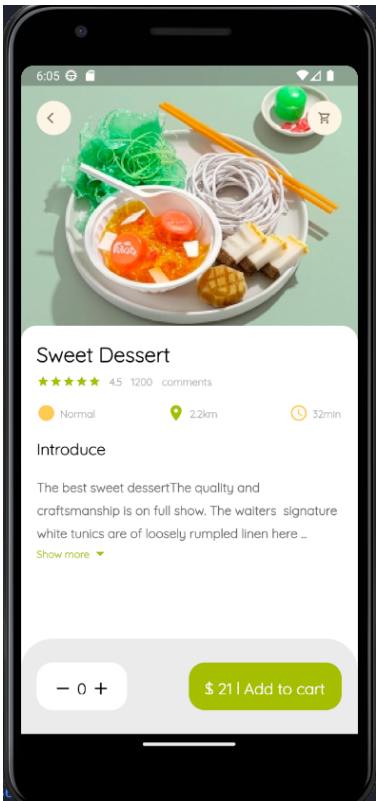 6:05
Sweet Dessert
4.5 1200 comments
Normal 2.2km 32min
Introduce
The best sweet dessertThe quality and
craftsmanship is on full show. The waiters signature
white tunics are of loosely rumpled linen here ...
Show more
− 0 + $ 21 | Add to cart